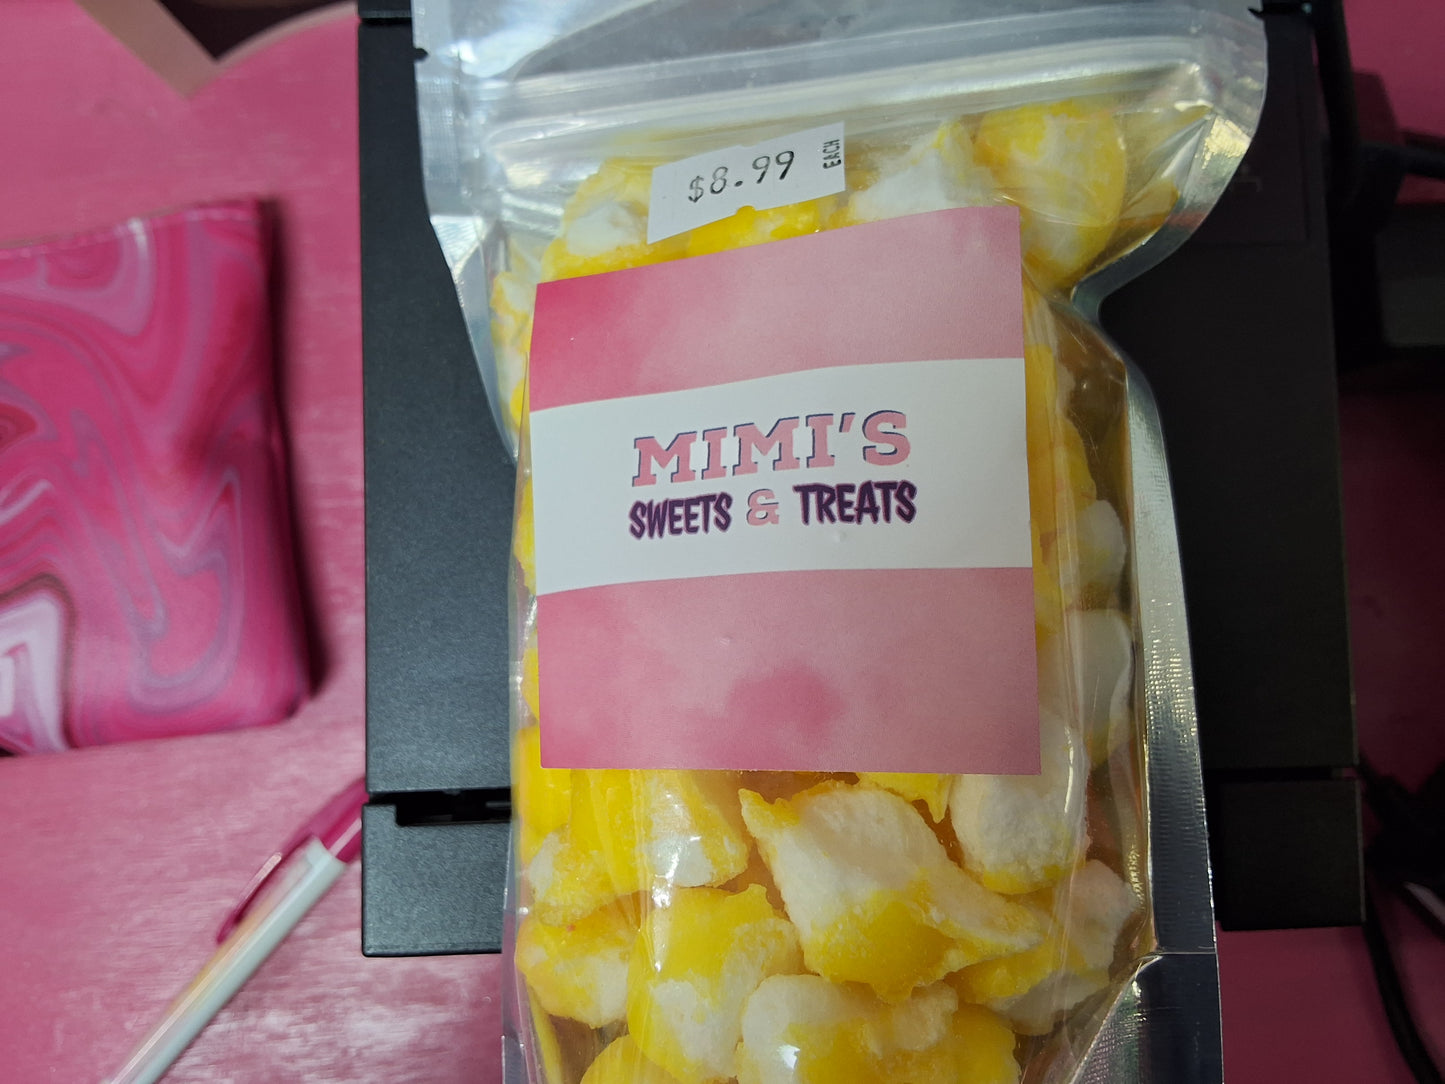 $8.99 EACH
MIMI'S
SWEETS & TREATS